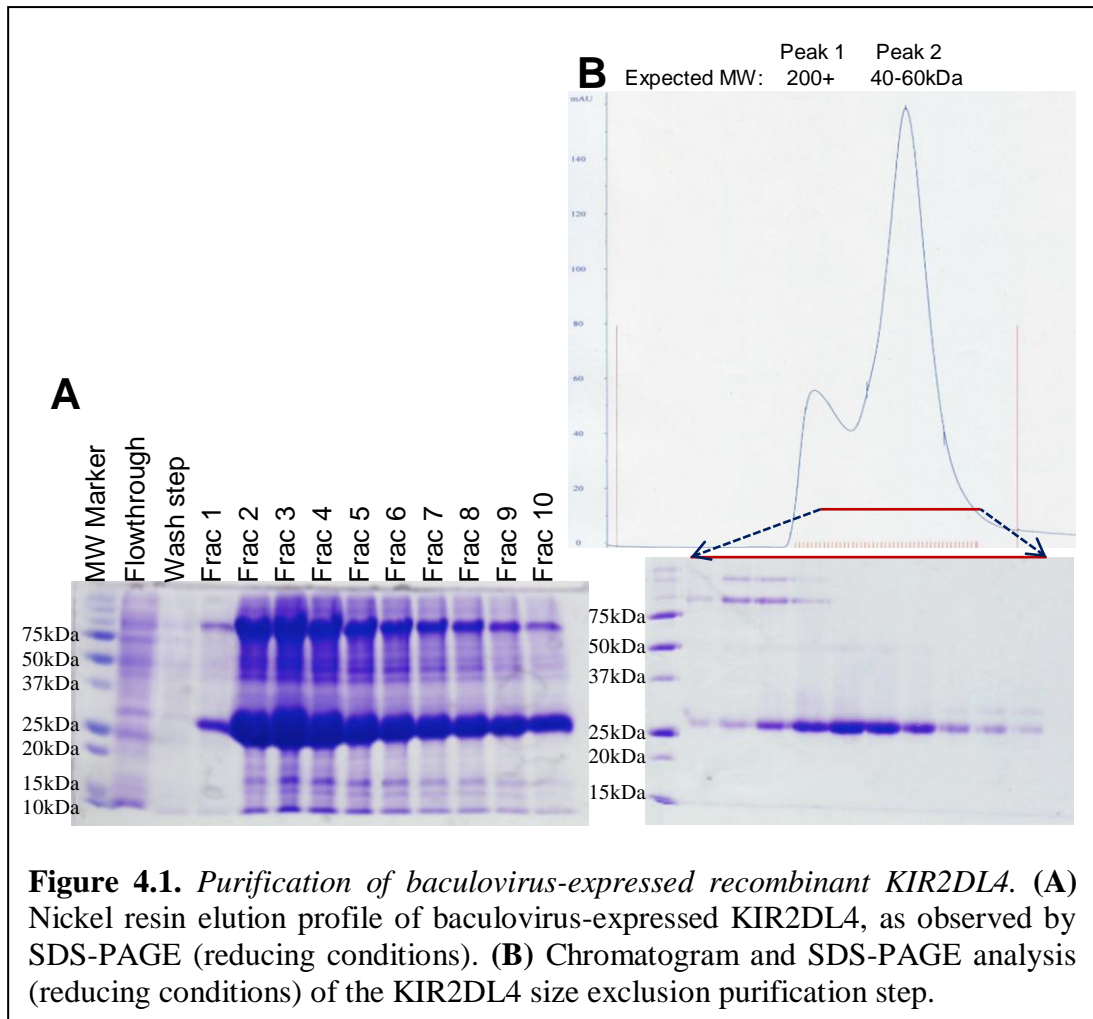 Peak 1 Peak 2
B
Expected MW: 200+ 40-60kDa
mAU
140
120
100
80
60
40
20
0
A
MW Marker
Flowthrough
Wash step
Frac 1
Frac 2
Frac 3
Frac 4
Frac 5
Frac 6
Frac 7
Frac 8
Frac 9
Frac 10
75kDa
50kDa
37kDa
25kDa
20kDa
15kDa
10kDa
75kDa
50kDa
37kDa
25kDa
20kDa
15kDa
Figure 4.1. Purification of baculovirus-expressed recombinant KIR2DL4. (A)
Nickel resin elution profile of baculovirus-expressed KIR2DL4, as observed by
SDS-PAGE (reducing conditions). (B) Chromatogram and SDS-PAGE analysis
(reducing conditions) of the KIR2DL4 size exclusion purification step.